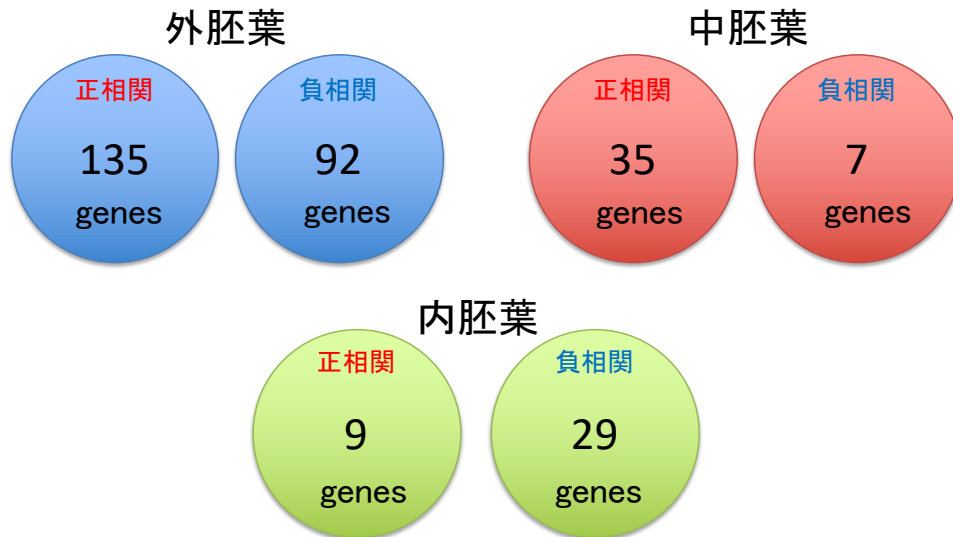 外胚葉
正相関
135
genes
負相関
92
genes
中胚葉
正相関
35
genes
負相関
7
genes
内胚葉
正相関
9
genes
負相関
29
genes